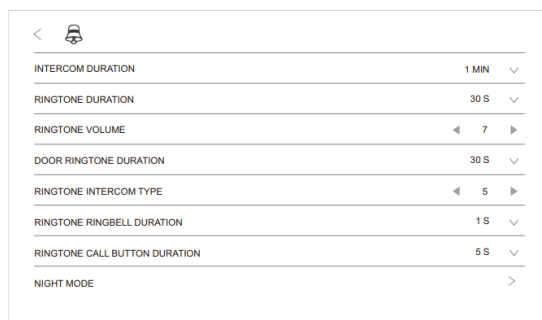 INTERCOM DURATION 1 MIN
RINGTONE DURATION 30 S
RINGTONE VOLUME 7
DOOR RINGTONE DURATION 30 S
RINGTONE INTERCOM TYPE 5
RINGTONE RINGBELL DURATION 1 S
RINGTONE CALL BUTTON DURATION 5 S
NIGHT MODE